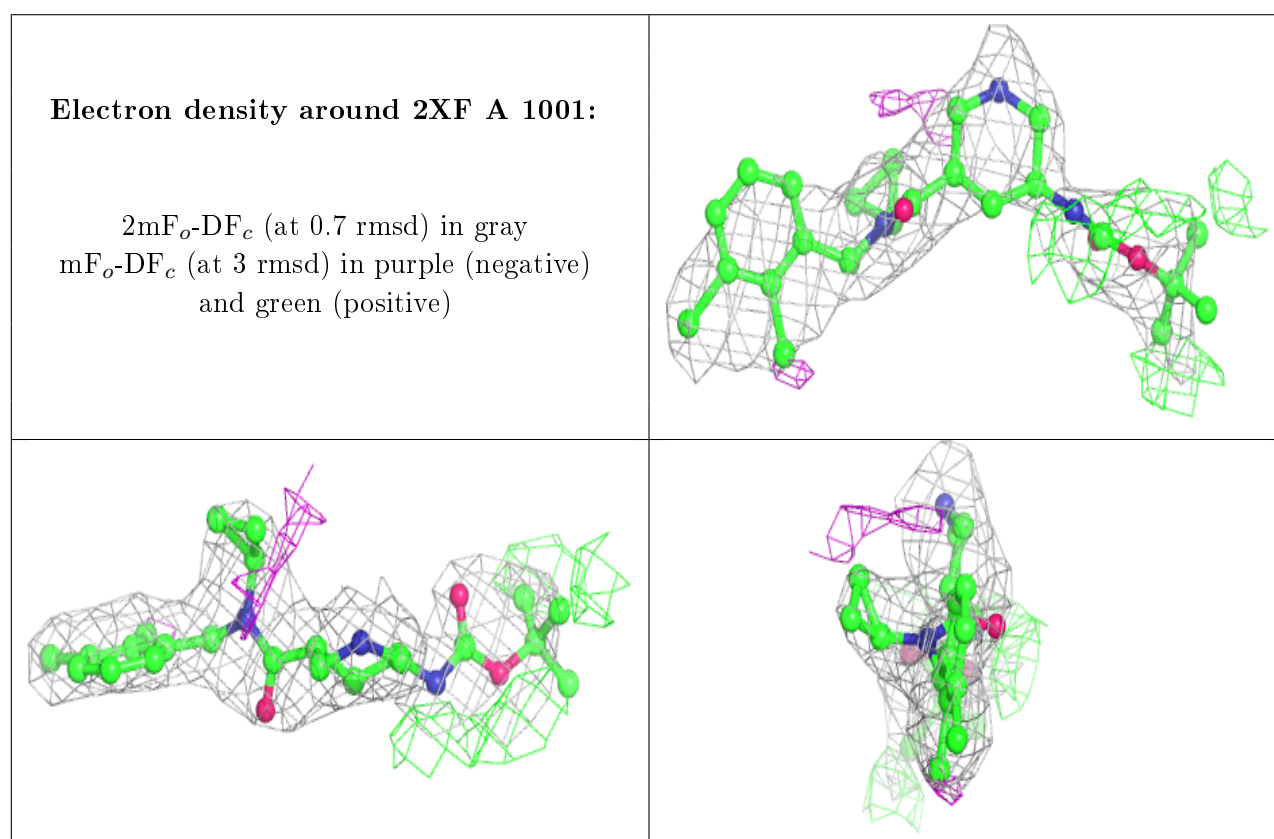 Electron density around 2XF A 1001:
2mFₒ-DF𝒸 (at 0.7 rmsd) in gray
mFₒ-DF𝒸 (at 3 rmsd) in purple (negative)
and green (positive)